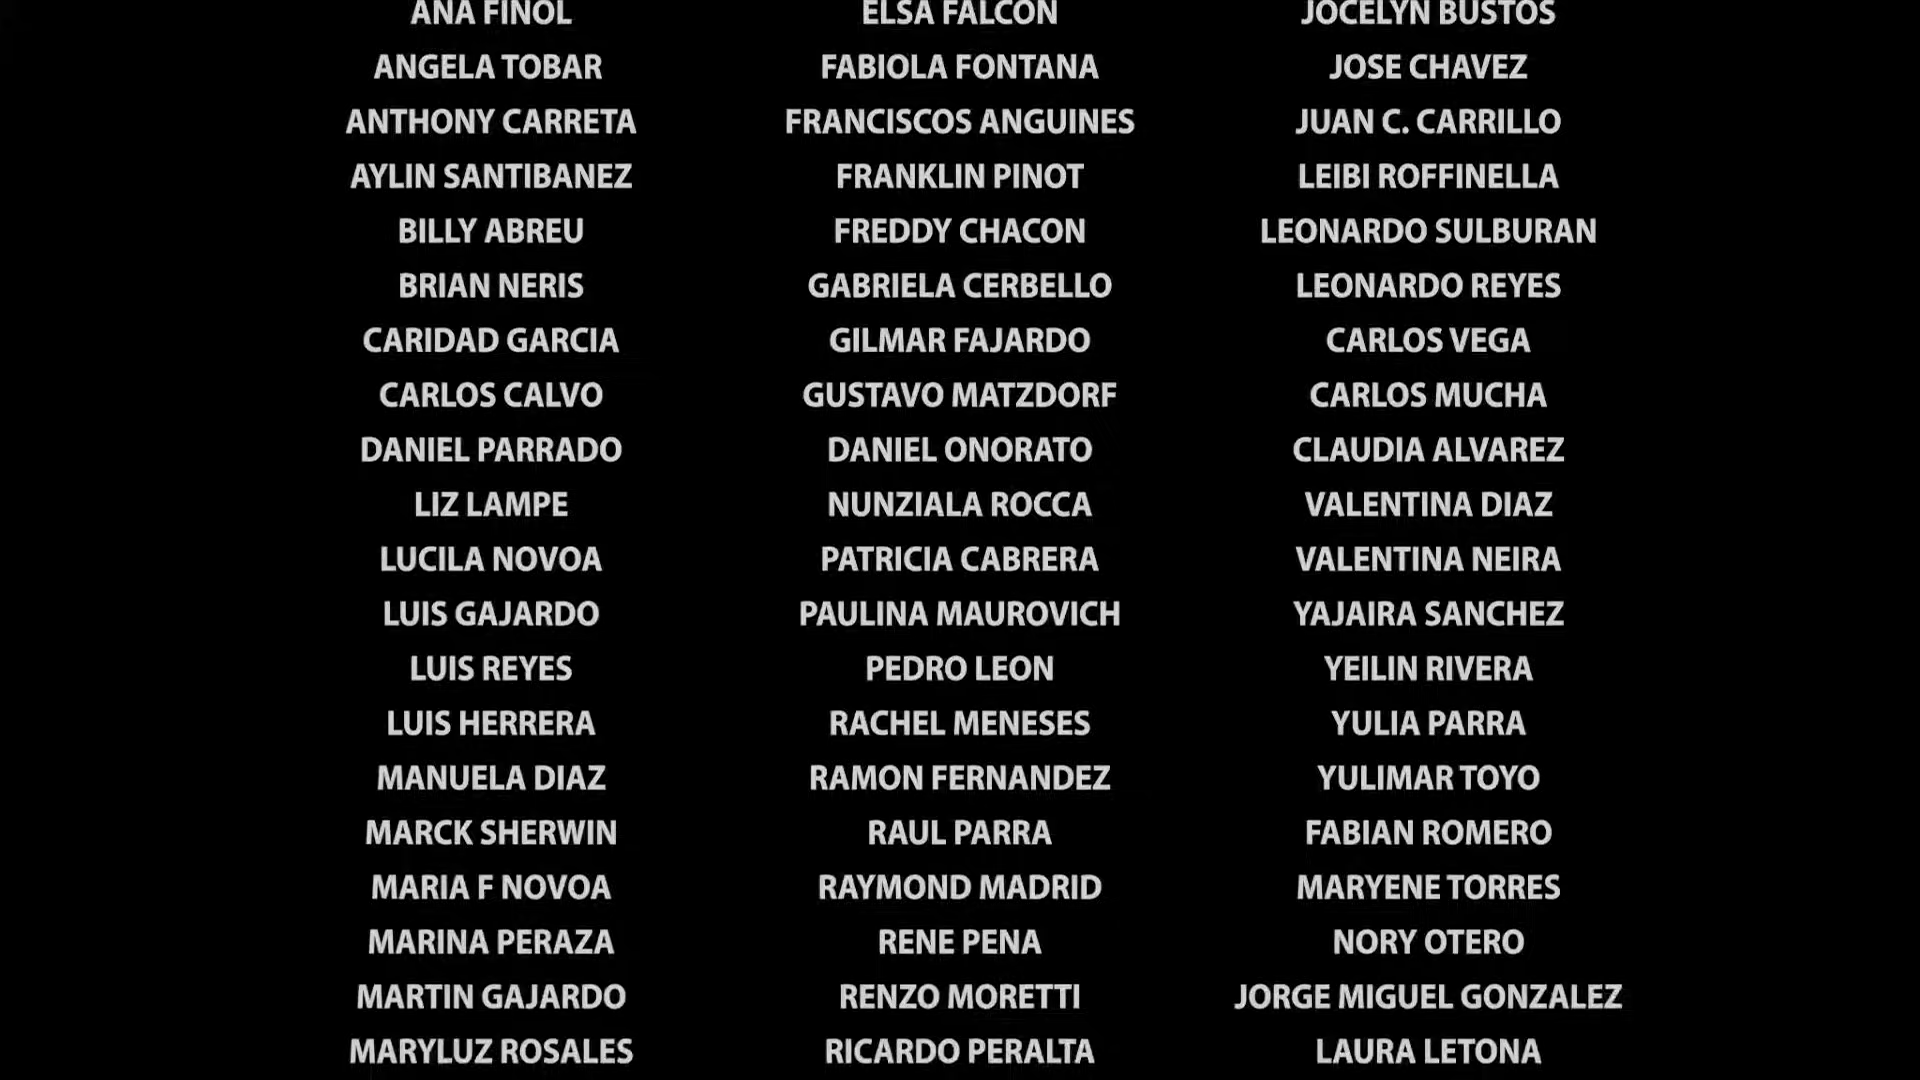 ANA FINOL ELSA FALCON JOCELYN BUSTOS
ANGELA TOBAR FABIOLA FONTANA JOSE CHAVEZ
ANTHONY CARRETA FRANCISCOS ANGUINES JUAN C. CARRILLO
AYLIN SANTIBANEZ FRANKLIN PINOT LEIBI ROFFINELLA
BILLY ABREU FREDDY CHACON LEONARDO SULBURAN
BRIAN NERIS GABRIELA CERBELLO LEONARDO REYES
CARIDAD GARCIA GILMAR FAJARDO CARLOS VEGA
CARLOS CALVO GUSTAVO MATZDORF CARLOS MUCHA
DANIEL PARRADO DANIEL ONORATO CLAUDIA ALVAREZ
LIZ LAMPE NUNZIALA ROCCA VALENTINA DIAZ
LUCILA NOVOA PATRICIA CABRERA VALENTINA NEIRA
LUIS GAJARDO PAULINA MAUROVICH YAJAIRA SANCHEZ
LUIS REYES PEDRO LEON YEILIN RIVERA
LUIS HERRERA RACHEL MENESES YULIA PARRA
MANUELA DIAZ RAMON FERNANDEZ YULIMAR TOYO
MARCK SHERWIN RAUL PARRA FABIAN ROMERO
MARIA F NOVOA RAYMOND MADRID MARYENE TORRES
MARINA PERAZA RENE PENA NORY OTERO
MARTIN GAJARDO RENZO MORETTI JORGE MIGUEL GONZALEZ
MARYLUZ ROSALES RICARDO PERALTA LAURA LETONA